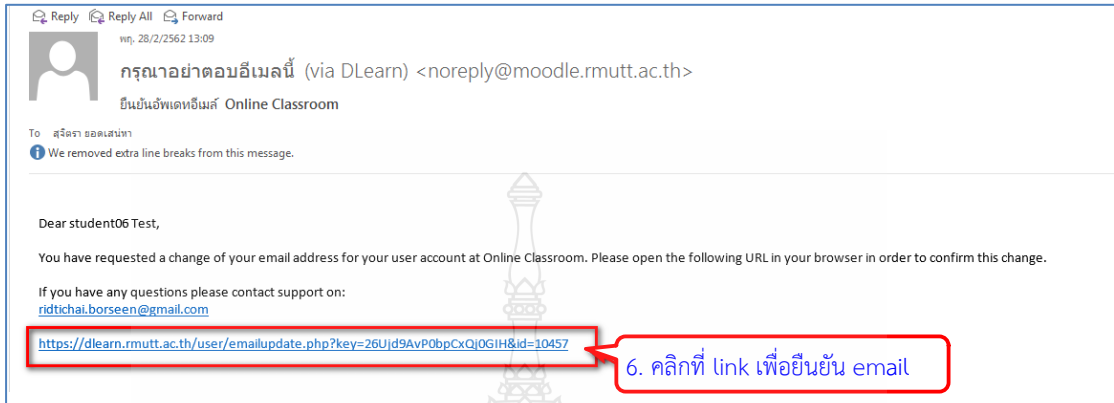 Reply Reply All Forward
พฤ. 28/2/2562 13:09
กรุณาอย่าตอบอีเมลนี้ (via DLearn) <noreply@moodle.rmutt.ac.th>
ยืนยันอัพเดทอีเมล์ Online Classroom
To สุจิตรา ยอดเสน่หา
We removed extra line breaks from this message.
Dear student06 Test,
You have requested a change of your email address for your user account at Online Classroom. Please open the following URL in your browser in order to confirm this change.
If you have any questions please contact support on:
ridtichai.borseen@gmail.com
https://dlearn.rmutt.ac.th/user/emailupdate.php?key=26Ujd9AvP0bpCxQj0GIH&id=10457
6. คลิกที่ link เพื่อยืนยัน email